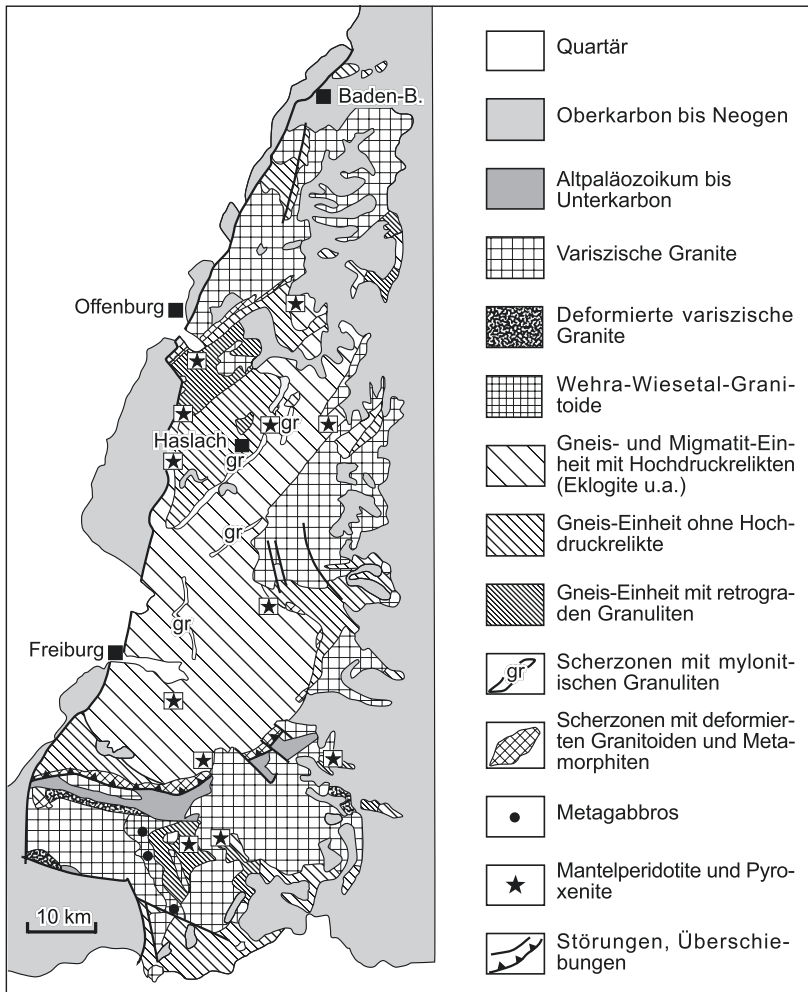 Baden-B.
Offenburg
gr
Haslach
gr
gr
gr
Freiburg
10 km
Quartär
Oberkarbon bis Neogen
Altpaläozoikum bis
Unterkarbon
Variszische Granite
Deformierte variszische
Granite
Wehra-Wiesetal-Grani-
toide
Gneis- und Migmatit-Ein-
heit mit Hochdruckrelikten
(Eklogite u.a.)
Gneis-Einheit ohne Hoch-
druckrelikte
Gneis-Einheit mit retrogra-
den Granuliten
gr
Scherzonen mit mylonit-
ischen Granuliten
Scherzonen mit deformier-
ten Granitoiden und Meta-
morphiten
Metagabbros
Mantelperidotite und Pyro-
xenite
Störungen, Überschie-
bungen